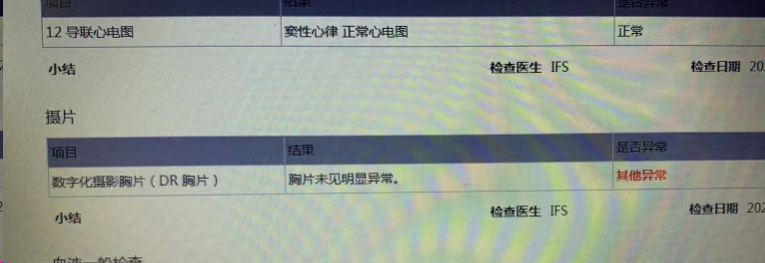 项目 结果 是否异常
12 导联心电图 窦性心律 正常心电图 正常
小结 检查医生 IFS 检查日期 20
摄片
项目 结果 是否异常
数字化摄影胸片（DR 胸片） 胸片未见明显异常。 其他异常
小结 检查医生 IFS 检查日期 202
血液一般检查